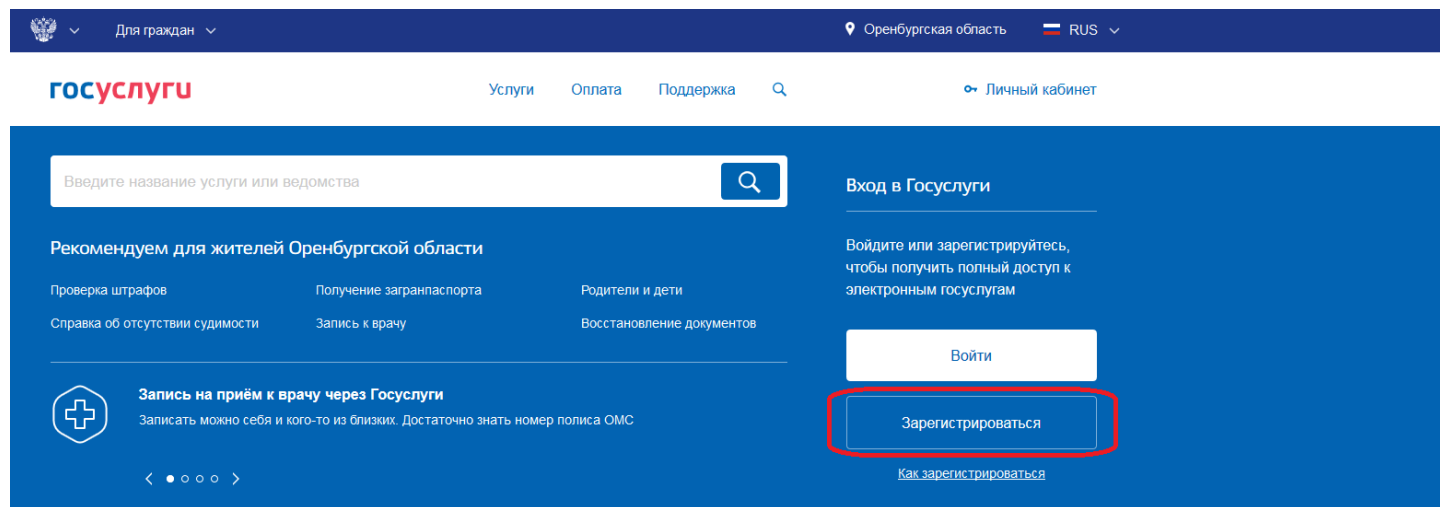 Для граждан
Оренбургская область
RUS
госуслуги
Услуги Оплата Поддержка
Личный кабинет
Введите название услуги или ведомства
Рекомендуем для жителей Оренбургской области
Проверка штрафов Получение загранпаспорта Родители и дети
Справка об отсутствии судимости Запись к врачу Восстановление документов
Запись на приём к врачу через Госуслуги
Записать можно себя и кого-то из близких. Достаточно знать номер полиса ОМС
Вход в Госуслуги
Войдите или зарегистрируйтесь,
чтобы получить полный доступ к
электронным госуслугам
Войти
Зарегистрироваться
Как зарегистрироваться